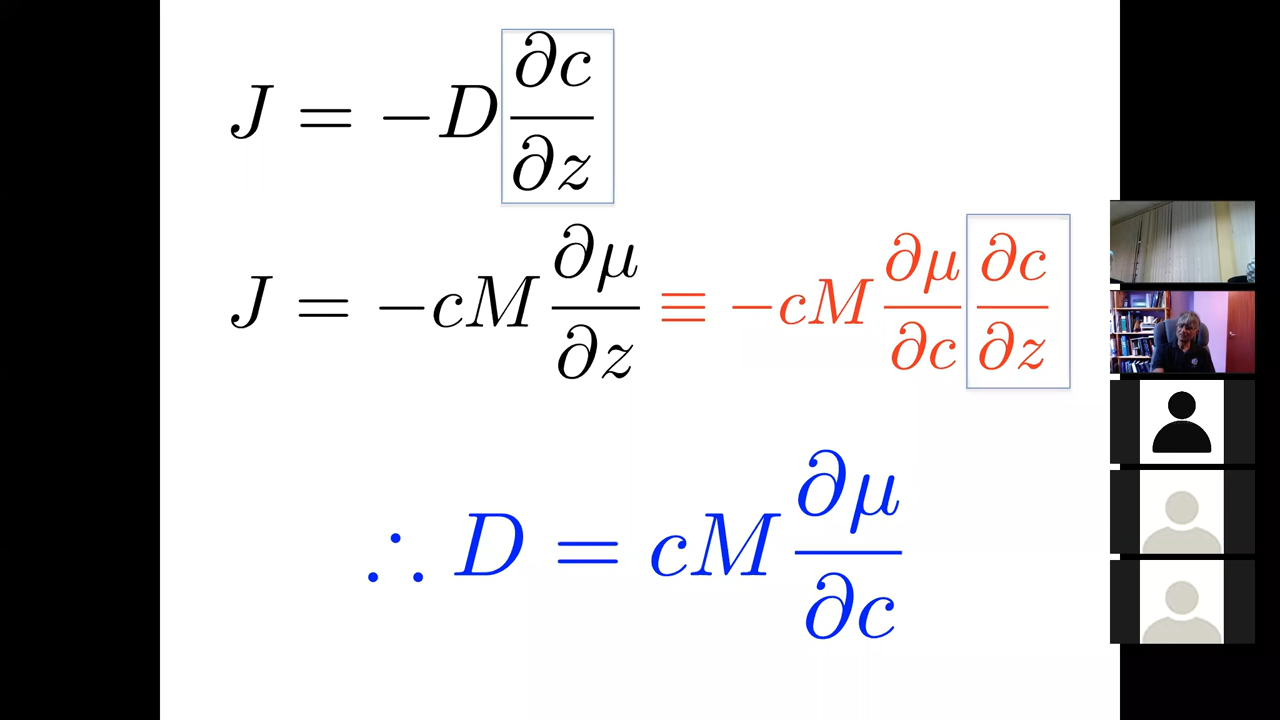 J = −D ∂c/∂z
J = −cM ∂μ/∂z ≡ −cM ∂μ/∂c ∂c/∂z
∴ D = cM ∂μ/∂c